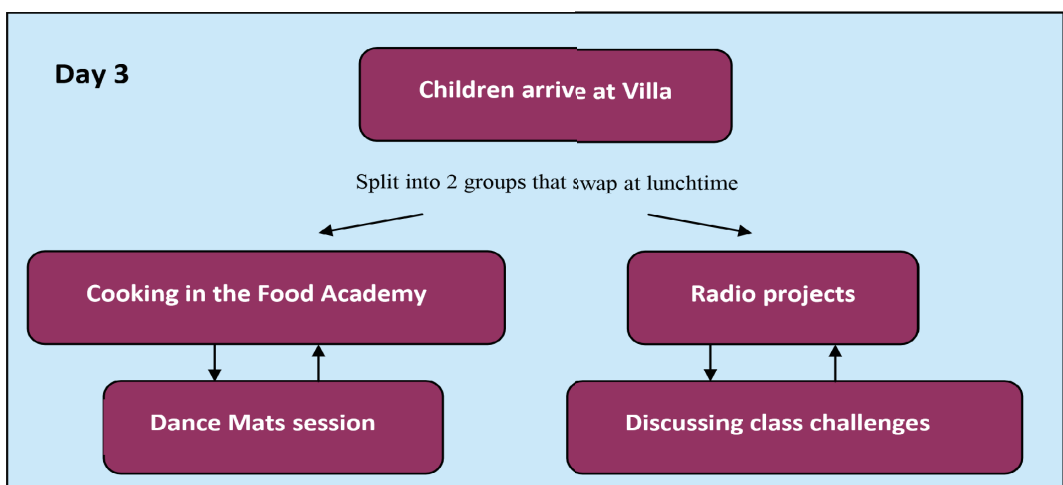 Day 3
Children arrive at Villa
Split into 2 groups that swap at lunchtime
Cooking in the Food Academy
Radio projects
Dance Mats session
Discussing class challenges